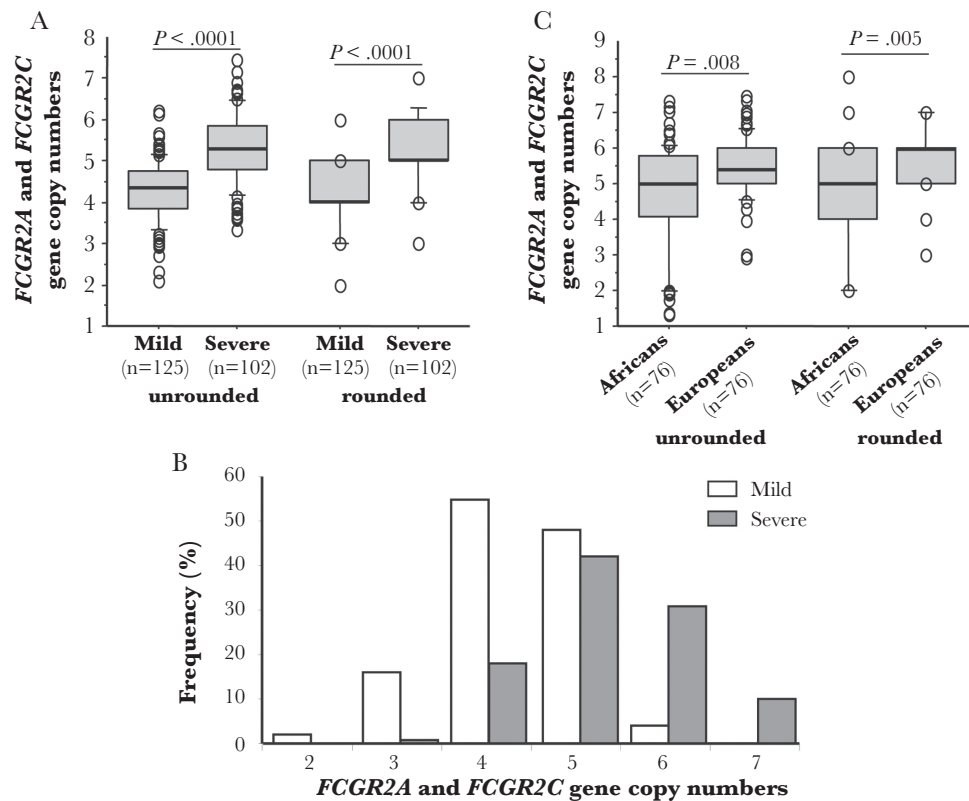 A
FCGR2A and FCGR2C
gene copy numbers
8
7
6
5
4
3
2
1
P < .0001
P < .0001
Mild Severe Mild Severe
(n=125) (n=102) (n=125) (n=102)
unrounded rounded
C
FCGR2A and FCGR2C
gene copy numbers
9
8
7
6
5
4
3
2
1
P = .008
P = .005
Africans
(n=76)
Europeans
(n=76)
Africans
(n=76)
Europeans
(n=76)
unrounded rounded
B
Frequency (%)
60
50
40
30
20
10
0
Mild
Severe
2 3 4 5 6 7
FCGR2A and FCGR2C gene copy numbers